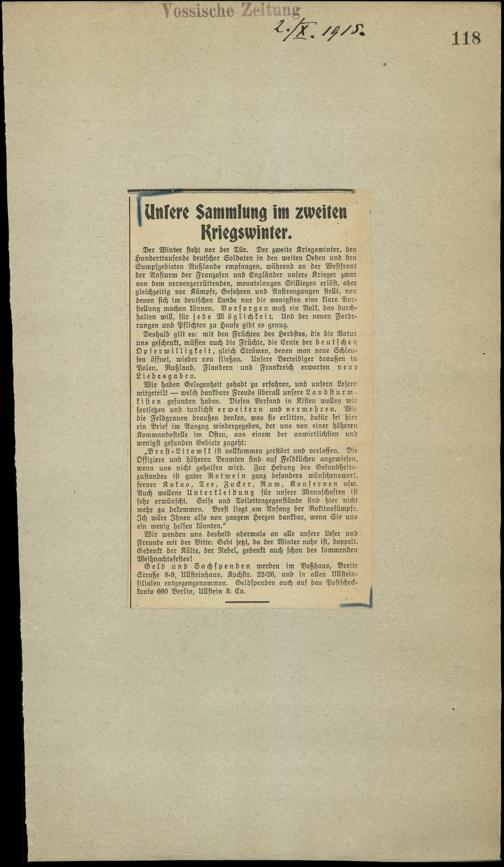 Vossische Zeitung
2./X. 1915.
118
Unsere Sammlung im zweiten
Kriegswinter.
Der Winter steht vor der Tür. Der zweite Kriegswinter, den
Hunderttausende deutscher Soldaten in den weiten Oeden und den
Sumpfgebieten Rußlands empfangen, während an der Westfront
der Ansturm der Franzosen und Engländer unsere Krieger zwar
von dem nervenzerrüttenden, monatelangen Stilliegen erlöst, aber
gleichzeitig vor Kämpfe, Gefahren und Anstrengungen stellt, von
denen sich im deutschen Lande nur die wenigsten eine klare Vor-
stellung machen können. Vorsorgen muß ein Volk, das durch-
halten will, für jede Möglichkeit. Und der neuen Forde-
rungen und Pflichten zu Hause gibt es genug.
Deshalb gilt es: mit den Früchten des Herbstes, die die Natur
uns geschenkt, müssen auch die Früchte, die Ernte der deutschen
Opferwilligkeit, gleich Strömen, denen man neue Schleu-
sen öffnet, wieder neu fließen. Unsere Verteidiger draußen in
Polen, Rußland, Flandern und Frankreich erwarten neue
Liebesgaben.
Wir haben Gelegenheit gehabt zu erfahren, und unsern Lesern
mitgeteilt — welch dankbare Freude überall unsere Landsturm-
kisten gefunden haben. Diesen Versand in Kisten wollen wir
fortsetzen und tunlichst erweitern und vermehren. Wie
die Feldgrauen draußen denken, was sie erlitten, dafür sei hier
ein Brief im Auszug wiedergegeben, der uns von einer höheren
Kommandostelle im Osten, aus einem der unwirtlichsten und
wenigst gesunden Gebiete zugeht:
„Brest-Litowsk ist vollkommen zerstört und verlassen. Die
Offiziere und höheren Beamten sind auf Feldküchen angewiesen,
wenn uns nicht geholfen wird. Zur Hebung des Gesundheits-
zustandes ist guter Rotwein ganz besonders wünschenswert,
ferner Kakao, Tee, Zucker, Rum, Konserven usw.
Auch wollene Unterkleidung für unsere Mannschaften ist
sehr erwünscht. Seife und Toilettengegenstände sind hier nicht
mehr zu bekommen. Brest liegt am Anfang der Rokitnosümpfe.
Ich wäre Ihnen also von ganzem Herzen dankbar, wenn Sie uns
ein wenig helfen könnten."
Wir wenden uns deshalb abermals an alle unsere Leser und
Freunde mit der Bitte: Gebt jetzt, da der Winter nahe ist, doppelt.
Gedenkt der Kälte, der Nebel, gedenkt auch schon des kommenden
Weihnachtsfestes!
Geld und Sachspenden werden im Voßhaus, Breite
Straße 8-9, Ullsteinhaus, Kochstr. 22-26, und in allen Ullstein-
filialen entgegengenommen. Geldspenden auch auf das Postscheck-
konto 660 Berlin, Ullstein & Co.